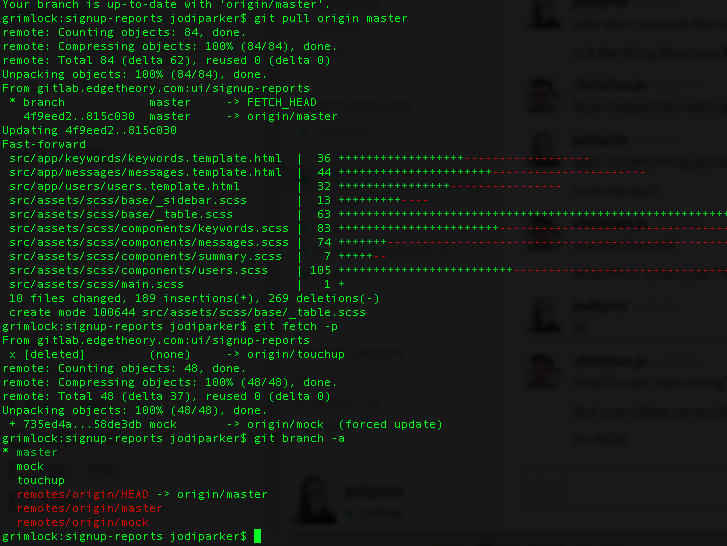 Your branch is up-to-date with 'origin/master'.
grimlock:signup-reports jodiparker$ git pull origin master
remote: Counting objects: 84, done.
remote: Compressing objects: 100% (84/84), done.
remote: Total 84 (delta 62), reused 0 (delta 0)
Unpacking objects: 100% (84/84), done.
From gitlab.edgetheory.com:ui/signup-reports
 * branch            master     -> FETCH_HEAD
   4f9eed2..815c030  master     -> origin/master
Updating 4f9eed2..815c030
Fast-forward
 src/app/keywords/keywords.template.html  |  36 ++++++++++++++++++------------------
 src/app/messages/messages.template.html  |  44 ++++++++++++++++++++++----------------------
 src/app/users/users.template.html        |  32 ++++++++++++++++----------------
 src/assets/scss/base/_sidebar.scss       |  13 +++++++++----
 src/assets/scss/base/_table.scss         |  63 ++++++++++++++++++++++++++++++++++++++++++++++++++++++++
 src/assets/scss/components/keywords.scss |  83 +++++++++++++++++++++++---------------------------------
 src/assets/scss/components/messages.scss |  74 +++++++-------------------------------------------------
 src/assets/scss/components/summary.scss  |   7 +++++--
 src/assets/scss/components/users.scss    | 105 +++++++++++++++++++++++++-------------------------------
 src/assets/scss/main.scss                |   1 +
 10 files changed, 189 insertions(+), 269 deletions(-)
 create mode 100644 src/assets/scss/base/_table.scss
grimlock:signup-reports jodiparker$ git fetch -p
From gitlab.edgetheory.com:ui/signup-reports
 x [deleted]         (none)     -> origin/touchup
remote: Counting objects: 48, done.
remote: Compressing objects: 100% (48/48), done.
remote: Total 48 (delta 37), reused 0 (delta 0)
Unpacking objects: 100% (48/48), done.
 + 735ed4a...58de3db mock       -> origin/mock  (forced update)
grimlock:signup-reports jodiparker$ git branch -a
* master
  mock
  touchup
  remotes/origin/HEAD -> origin/master
  remotes/origin/master
  remotes/origin/mock
grimlock:signup-reports jodiparker$